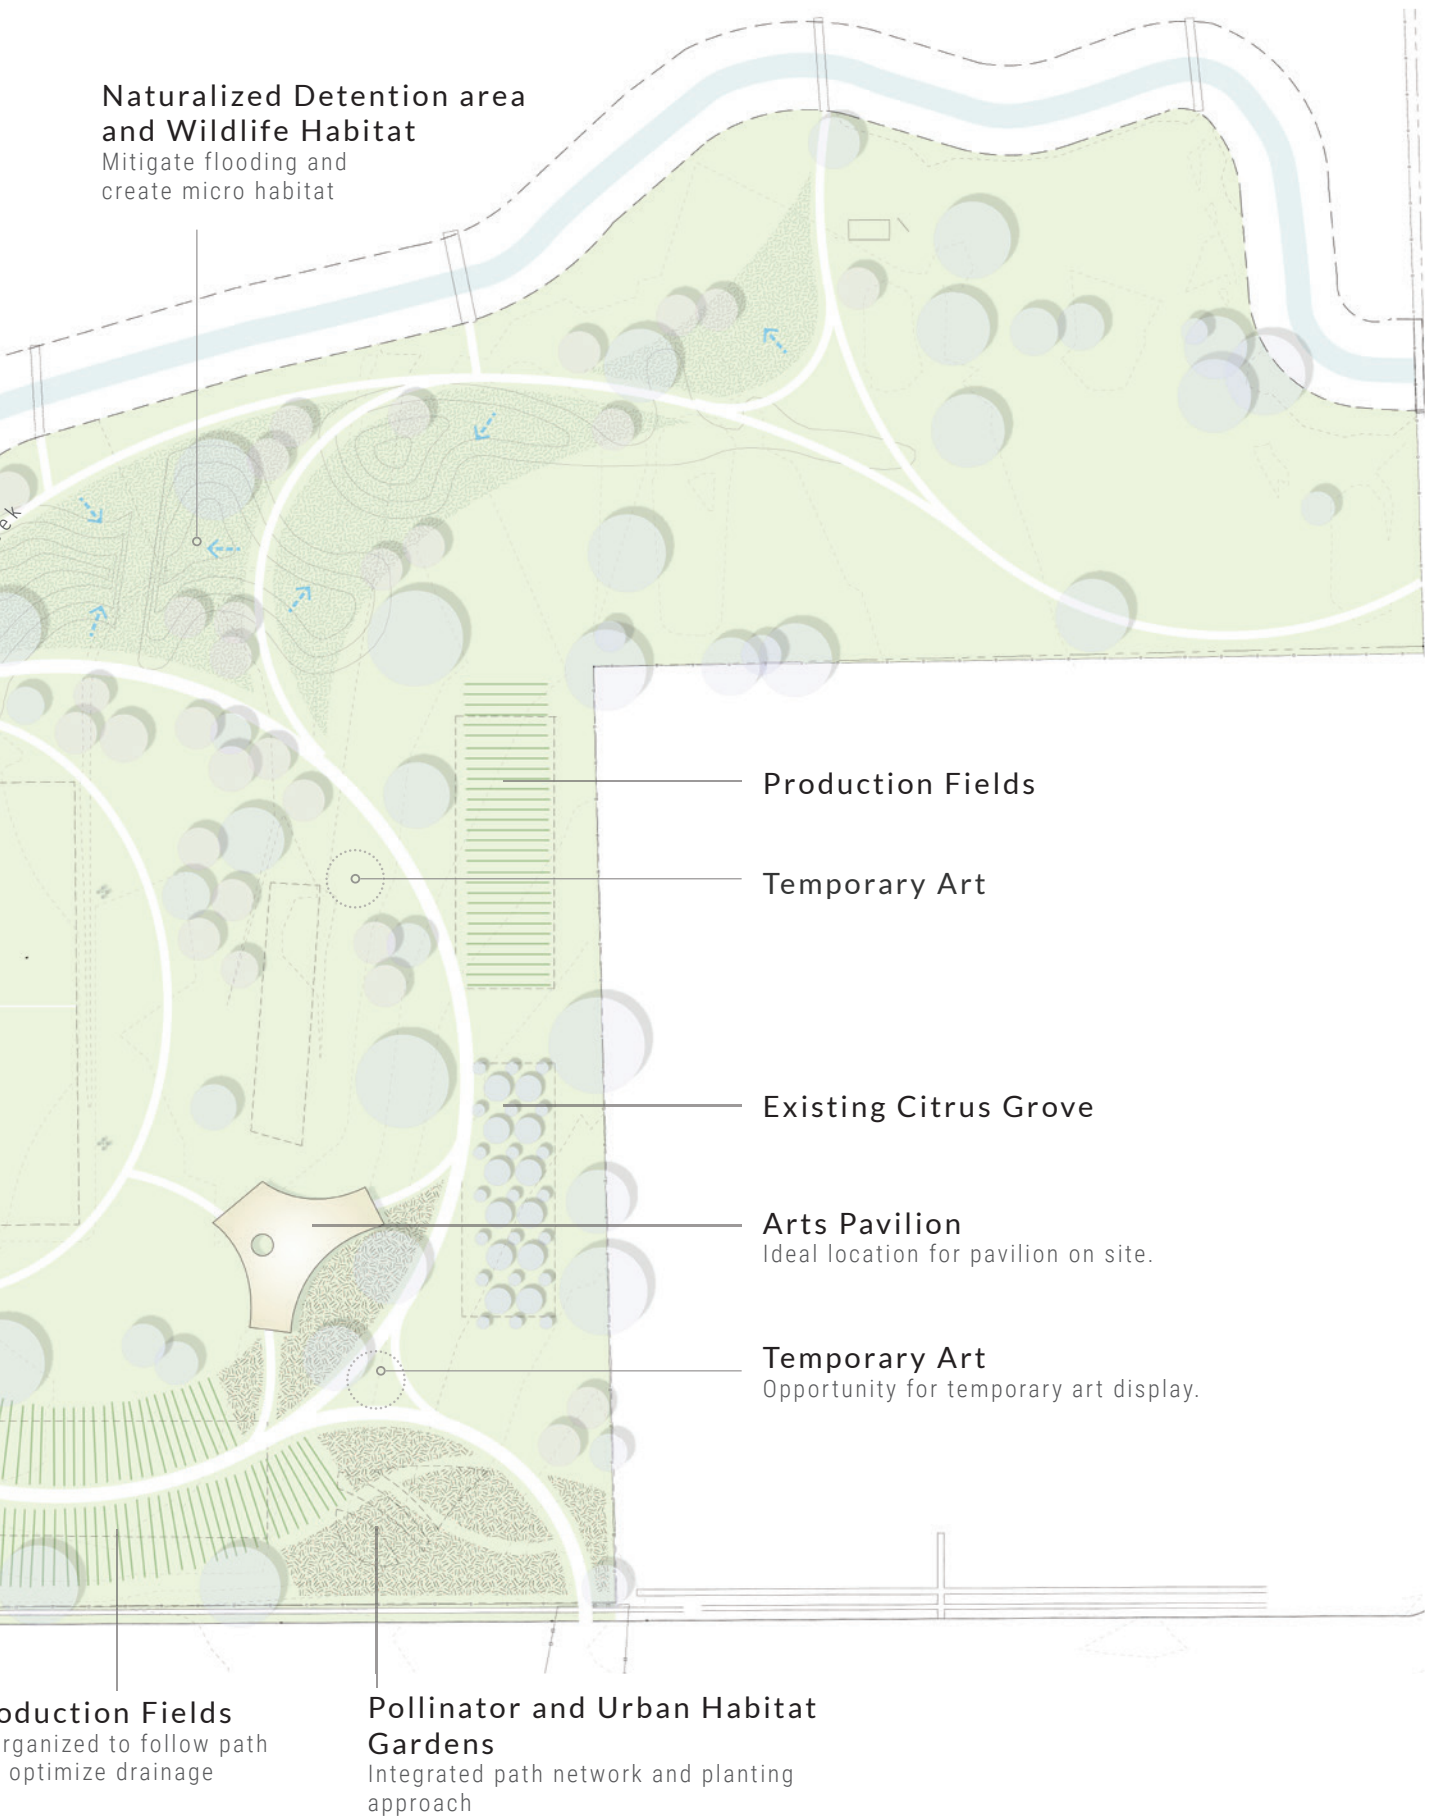 Naturalized Detention area
and Wildlife Habitat
Mitigate flooding and
create micro habitat
ek
Production Fields
Temporary Art
Existing Citrus Grove
Arts Pavilion
Ideal location for pavilion on site.
Temporary Art
Opportunity for temporary art display.
oduction Fields
rganized to follow path
optimize drainage
Pollinator and Urban Habitat
Gardens
Integrated path network and planting
approach